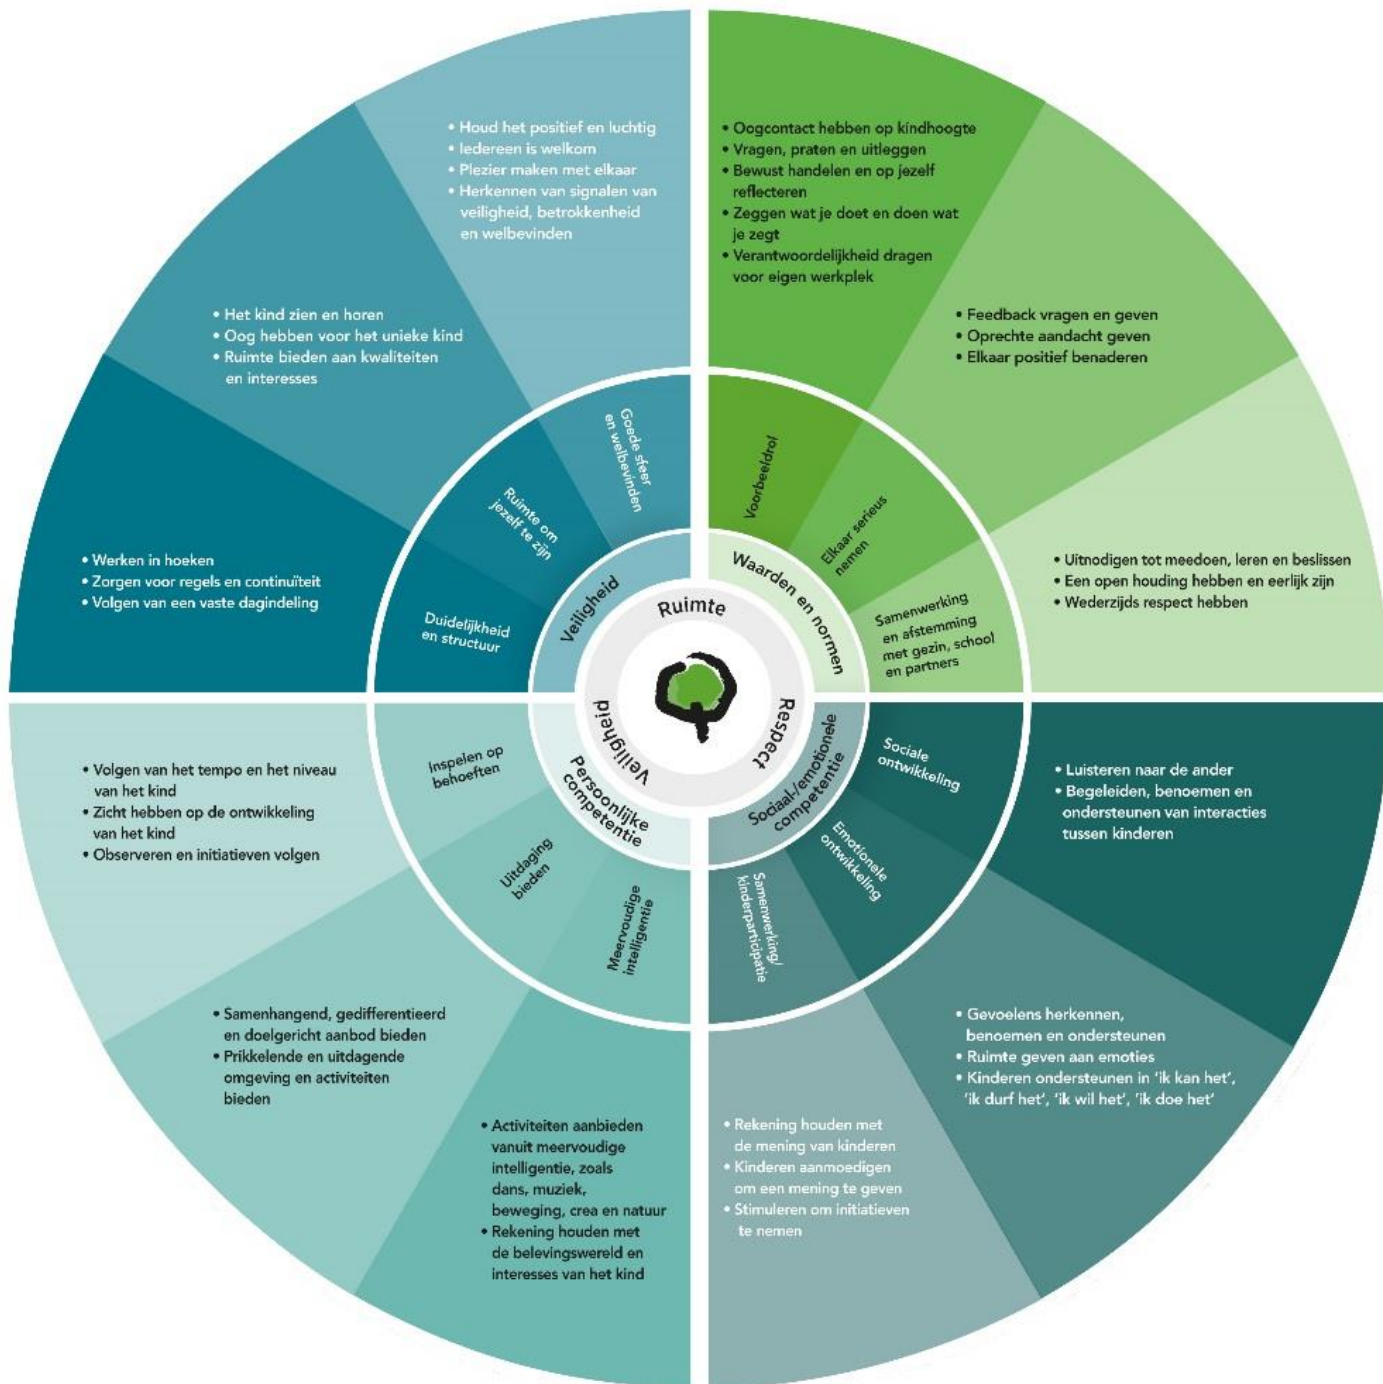 • Houd het positief en luchtig
• Iedereen is welkom
• Plezier maken met elkaar
• Herkennen van signalen van
veiligheid, betrokkenheid
en welbevinden
• Het kind zien en horen
• Oog hebben voor het unieke kind
• Ruimte bieden aan kwaliteiten
en interesses
• Werken in hoeken
• Zorgen voor regels en continuïteit
• Volgen van een vaste dagindeling
Goede sfeer
en welbevinden
Ruimte om
jezelf te zijn
Duidelijkheid
en structuur
Veiligheid
• Oogcontact hebben op kindhoogte
• Vragen, praten en uitleggen
• Bewust handelen en op jezelf
reflecteren
• Zeggen wat je doet en doen wat
je zegt
• Verantwoordelijkheid dragen
voor eigen werkplek
• Feedback vragen en geven
• Oprechte aandacht geven
• Elkaar positief benaderen
• Uitnodigen tot meedoen, leren en beslissen
• Een open houding hebben en eerlijk zijn
• Wederzijds respect hebben
Voorbeeldrol
Elkaar serieus
nemen
Samenwerking
en afstemming
met gezin, school
en partners
Waarden en normen
Ruimte
Respect
Veiligheid
Inspelen op
behoeften
Uitdaging
bieden
Meervoudige
intelligentie
Persoonlijke
competentie
• Volgen van het tempo en het niveau
van het kind
• Zicht hebben op de ontwikkeling
van het kind
• Observeren en initiatieven volgen
• Samenhangend, gedifferentieerd
en doelgericht aanbod bieden
• Prikkelende en uitdagende
omgeving en activiteiten
bieden
• Activiteiten aanbieden
vanuit meervoudige
intelligentie, zoals
dans, muziek,
beweging, crea en natuur
• Rekening houden met
de belevingswereld en
interesses van het kind
Sociaal-/emotionele
competentie
Sociale
ontwikkeling
Emotionele
ontwikkeling
Samenwerking/
kinderparticipatie
• Luisteren naar de ander
• Begeleiden, benoemen en
ondersteunen van interacties
tussen kinderen
• Gevoelens herkennen,
benoemen en ondersteunen
• Ruimte geven aan emoties
• Kinderen ondersteunen in ‘ik kan het’,
‘ik durf het’, ‘ik wil het’, ‘ik doe het’
• Rekening houden met
de mening van kinderen
• Kinderen aanmoedigen
om een mening te geven
• Stimuleren om initiatieven
te nemen